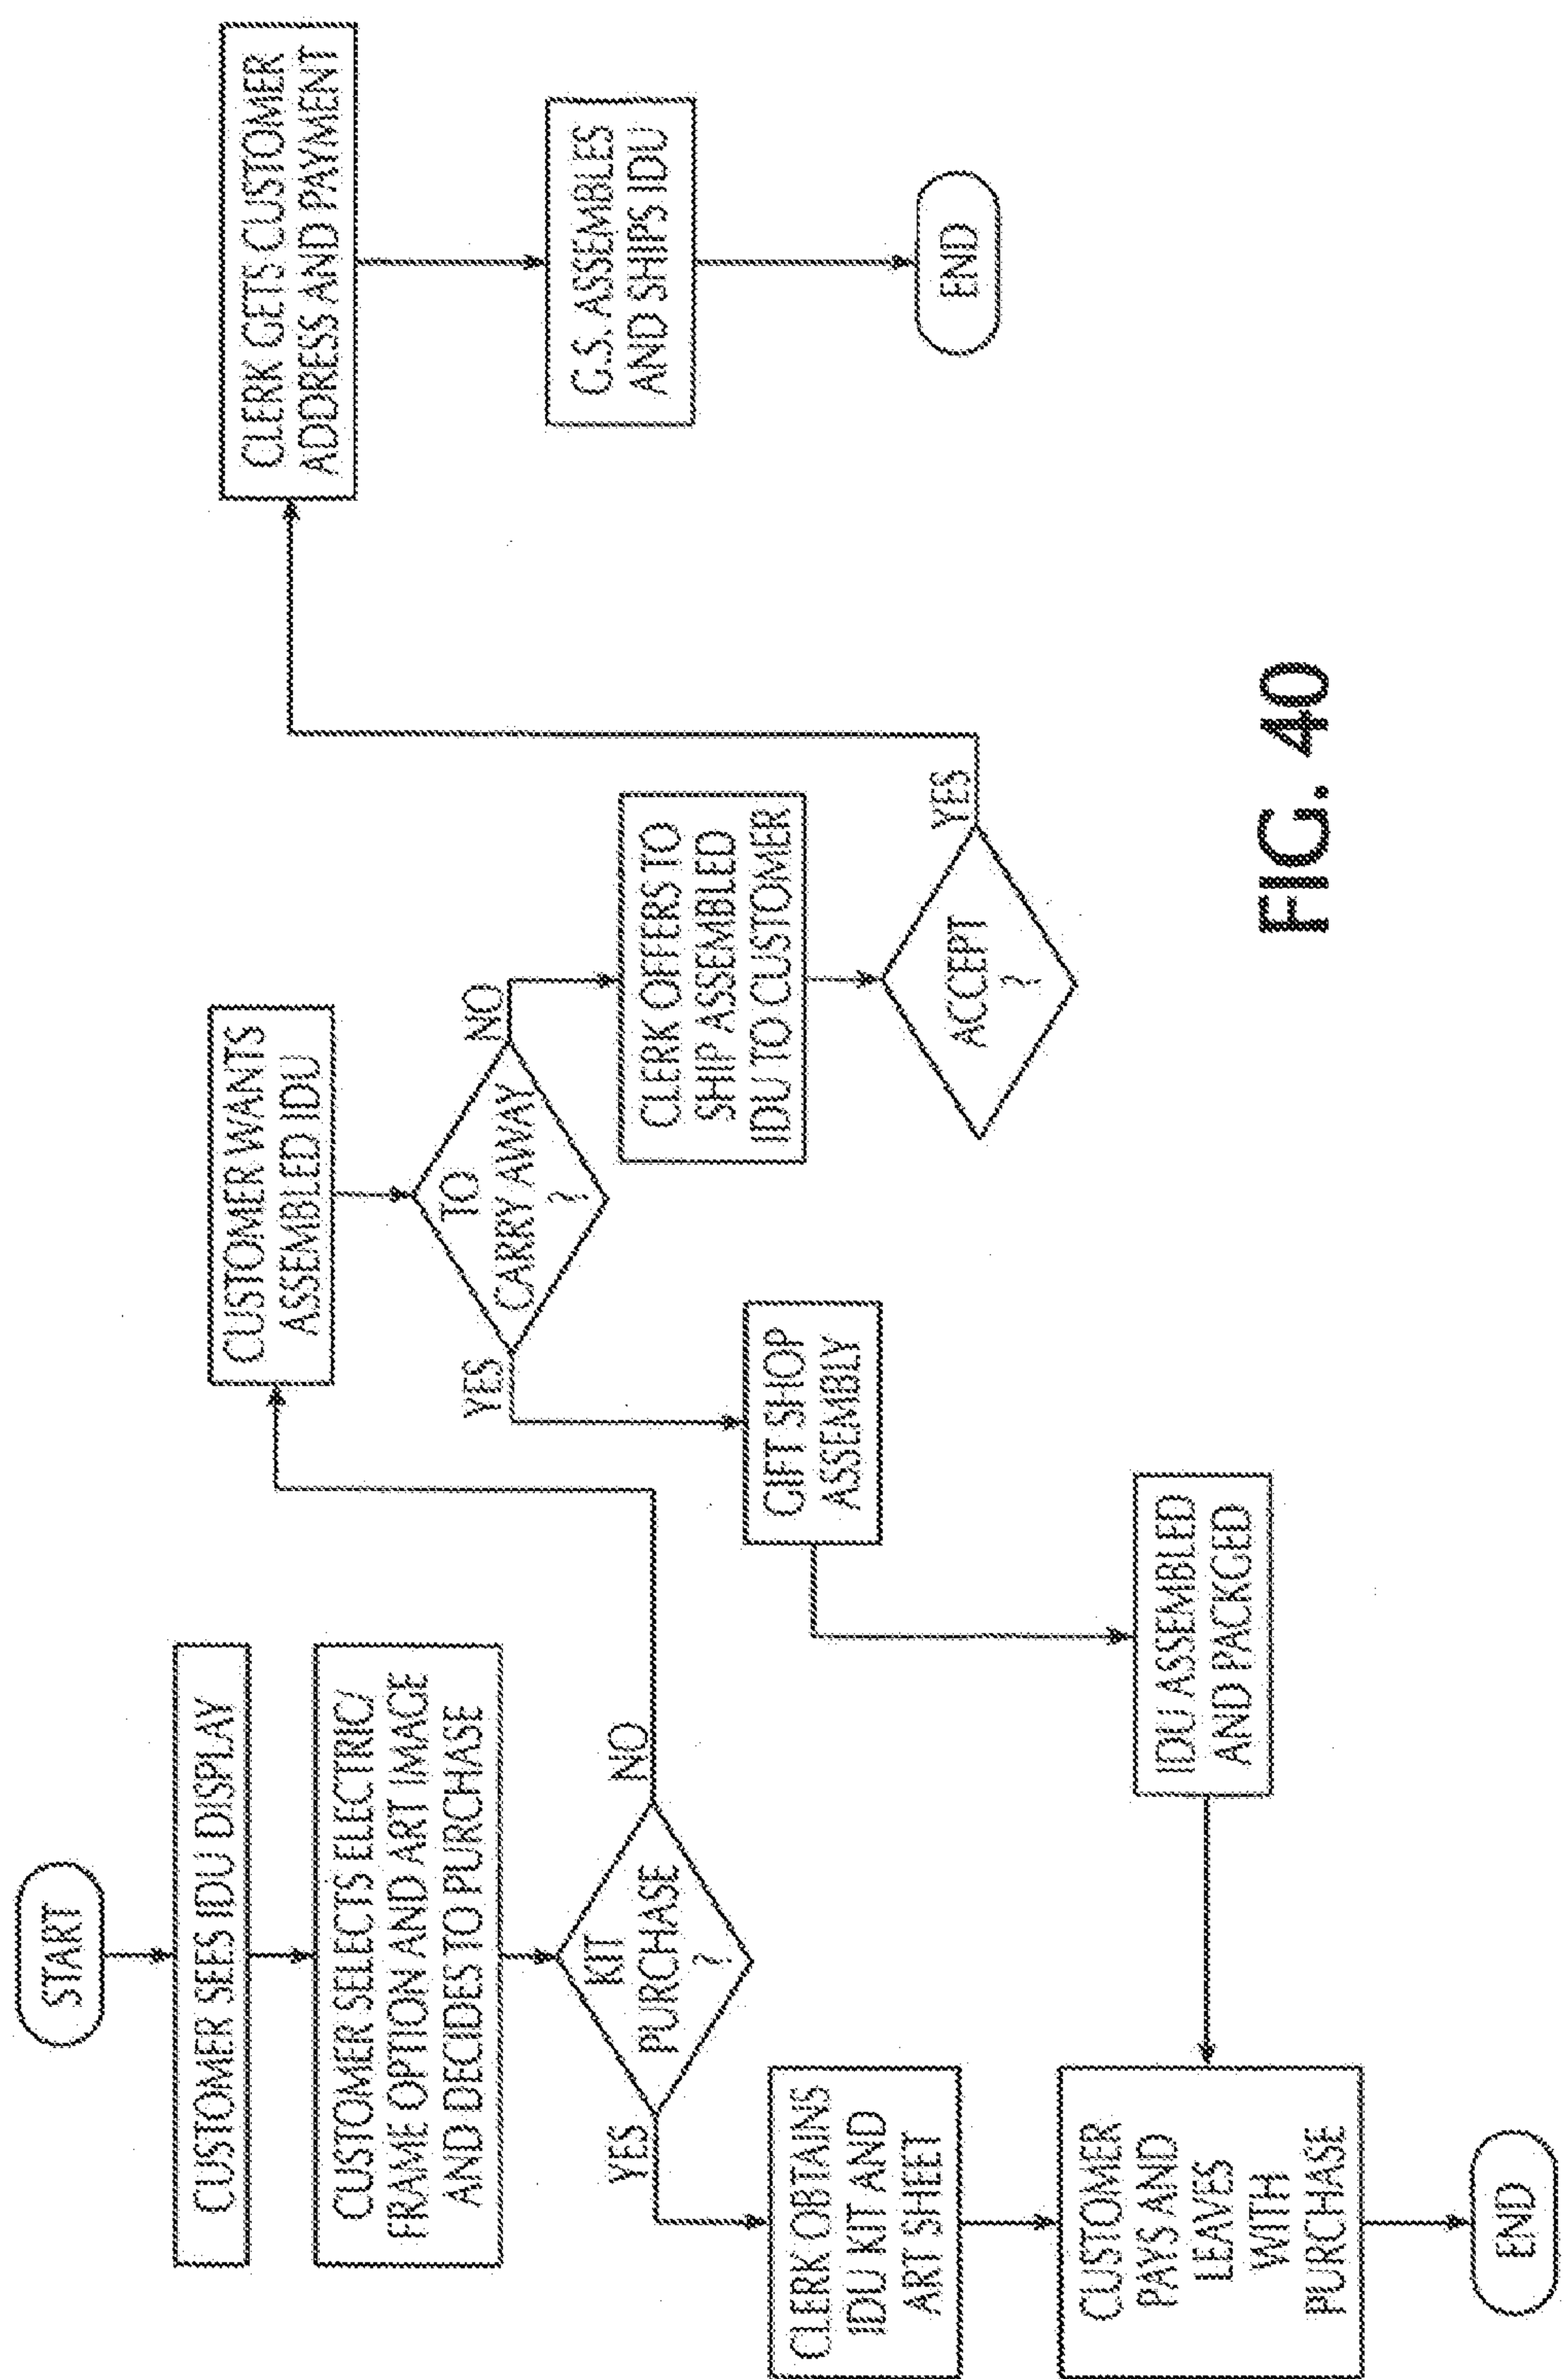 START
CUSTOMER SEES IDU DISPLAY
CUSTOMER SELECTS ELECTRIC/
FRAME OPTION AND ART IMAGE
AND DECIDES TO PURCHASE
KIT
PURCHASE
?
YES
NO
CLERK OBTAINS
IDU KIT AND
ART SHEET
CUSTOMER
PAYS AND
LEAVES
WITH
PURCHASE
END
CUSTOMER WANTS
ASSEMBLED IDU
TO
CARRY AWAY
?
YES
NO
GIFT SHOP
ASSEMBLY
IDU ASSEMBLED
AND PACKGED
CLERK OFFERS TO
SHIP ASSEMBLED
IDU TO CUSTOMER
ACCEPT
?
YES
CLERK GETS CUSTOMER
ADDRESS AND PAYMENT
G.S. ASSEMBLES
AND SHIPS IDU
END
FIG. 40